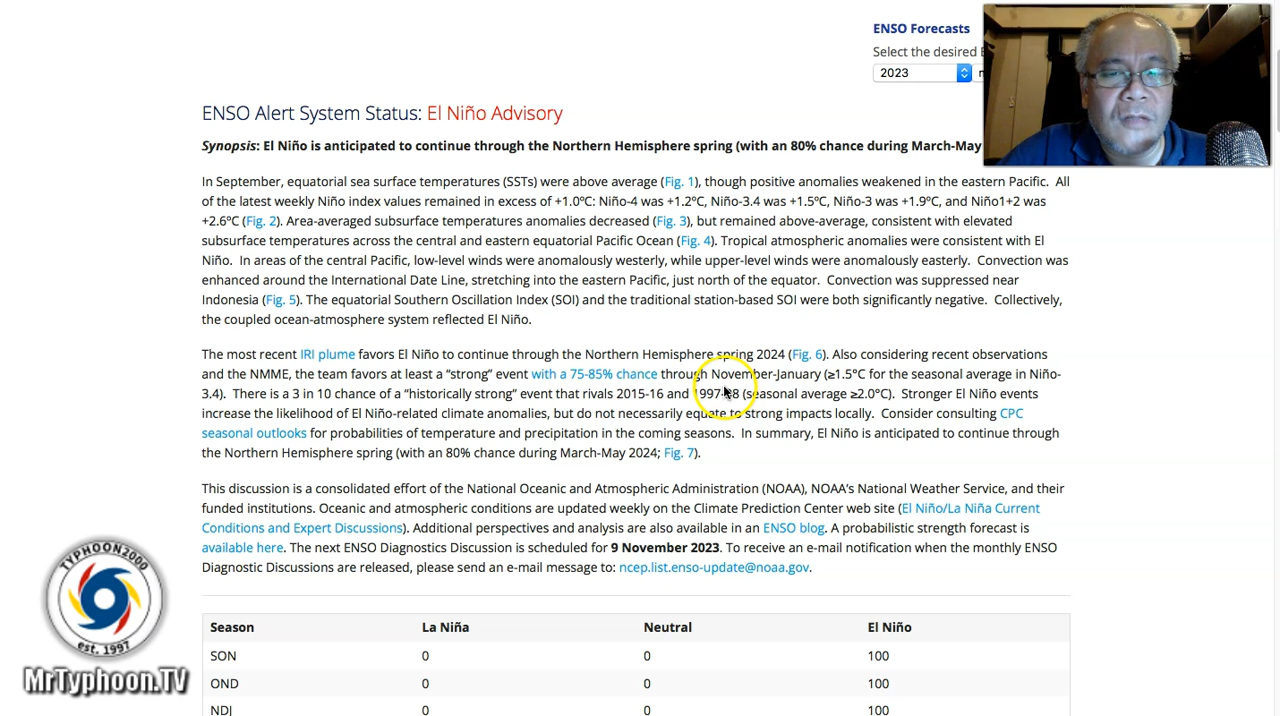 ENSO Forecasts
Select the desired
2023
ENSO Alert System Status: El Niño Advisory
Synopsis: El Niño is anticipated to continue through the Northern Hemisphere spring (with an 80% chance during March-May
In September, equatorial sea surface temperatures (SSTs) were above average (Fig. 1), though positive anomalies weakened in the eastern Pacific. All
of the latest weekly Niño index values remained in excess of +1.0ºC: Niño-4 was +1.2ºC, Niño-3.4 was +1.5ºC, Niño-3 was +1.9ºC, and Niño1+2 was
+2.6ºC (Fig. 2). Area-averaged subsurface temperatures anomalies decreased (Fig. 3), but remained above-average, consistent with elevated
subsurface temperatures across the central and eastern equatorial Pacific Ocean (Fig. 4). Tropical atmospheric anomalies were consistent with El
Niño. In areas of the central Pacific, low-level winds were anomalously westerly, while upper-level winds were anomalously easterly. Convection was
enhanced around the International Date Line, stretching into the eastern Pacific, just north of the equator. Convection was suppressed near
Indonesia (Fig. 5). The equatorial Southern Oscillation Index (SOI) and the traditional station-based SOI were both significantly negative. Collectively,
the coupled ocean-atmosphere system reflected El Niño.
The most recent IRI plume favors El Niño to continue through the Northern Hemisphere spring 2024 (Fig. 6). Also considering recent observations
and the NMME, the team favors at least a “strong” event with a 75-85% chance through November-January (≥1.5°C for the seasonal average in Niño-
3.4). There is a 3 in 10 chance of a “historically strong” event that rivals 2015-16 and 1997-98 (seasonal average ≥2.0°C). Stronger El Niño events
increase the likelihood of El Niño-related climate anomalies, but do not necessarily equate to strong impacts locally. Consider consulting CPC
seasonal outlooks for probabilities of temperature and precipitation in the coming seasons. In summary, El Niño is anticipated to continue through
the Northern Hemisphere spring (with an 80% chance during March-May 2024; Fig. 7).
This discussion is a consolidated effort of the National Oceanic and Atmospheric Administration (NOAA), NOAA’s National Weather Service, and their
funded institutions. Oceanic and atmospheric conditions are updated weekly on the Climate Prediction Center web site (El Niño/La Niña Current
Conditions and Expert Discussions). Additional perspectives and analysis are also available in an ENSO blog. A probabilistic strength forecast is
available here. The next ENSO Diagnostics Discussion is scheduled for 9 November 2023. To receive an e-mail notification when the monthly ENSO
Diagnostic Discussions are released, please send an e-mail message to: ncep.list.enso-update@noaa.gov.
Season La Niña Neutral El Niño
SON 0 0 100
OND 0 0 100
NDJ 0 0 100
TYPHOON2000
est. 1997
MrTyphoon.TV